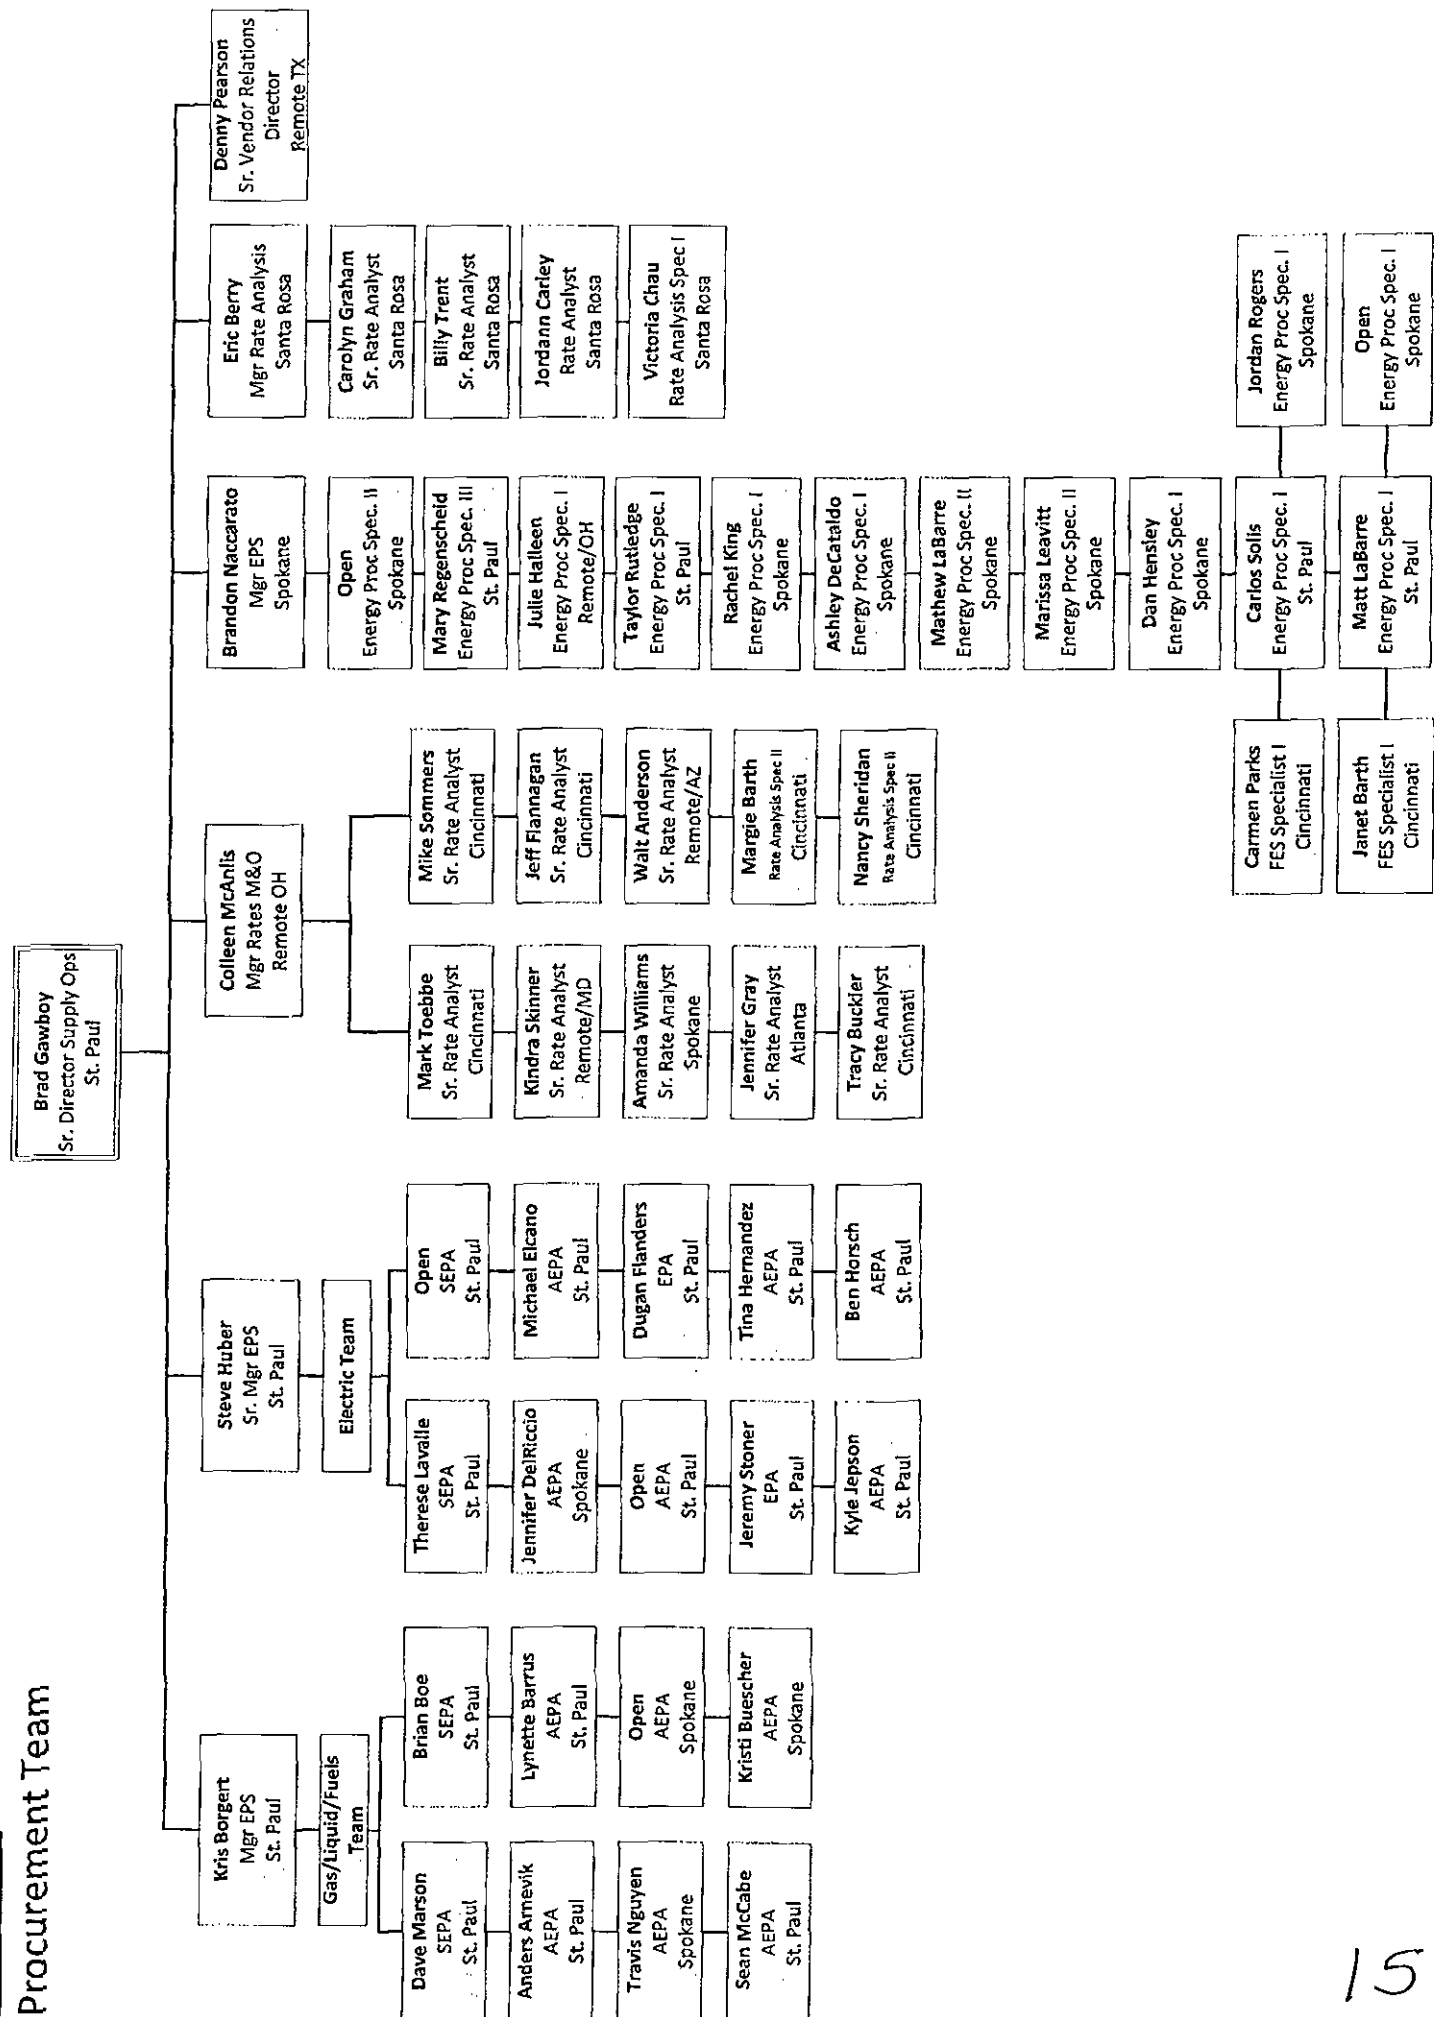 Procurement Team
Brad Gawboy
Sr. Director Supply Ops
St. Paul
Kris Borgert
Mgr EPS
St. Paul
Gas/Liquid/Fuels
Team
Dave Marson
SEPA
St. Paul
Anders Arnevik
AEPA
St. Paul
Travis Nguyen
AEPA
Spokane
Sean McCabe
AEPA
St. Paul
Brian Boe
SEPA
St. Paul
Lynette Barrus
AEPA
St. Paul
Open
AEPA
Spokane
Kristi Buescher
AEPA
Spokane
Steve Huber
Sr. Mgr EPS
St. Paul
Electric Team
Therese Lavalle
SEPA
St. Paul
Jennifer DelRiccio
AEPA
Spokane
Open
AEPA
St. Paul
Jeremy Stoner
EPA
St. Paul
Kyle Jepson
AEPA
St. Paul
Open
SEPA
St. Paul
Michael Elcano
AEPA
St. Paul
Dugan Flanders
EPA
St. Paul
Tina Hernandez
AEPA
St. Paul
Ben Horsch
AEPA
St. Paul
Colleen McAnlis
Mgr Rates M&O
Remote OH
Mark Toebbe
Sr. Rate Analyst
Cincinnati
Kindra Skinner
Sr. Rate Analyst
Remote/MD
Amanda Williams
Sr. Rate Analyst
Spokane
Jennifer Gray
Sr. Rate Analyst
Atlanta
Tracy Buckler
Sr. Rate Analyst
Cincinnati
Mike Sommers
Sr. Rate Analyst
Cincinnati
Jeff Flannagan
Sr. Rate Analyst
Cincinnati
Walt Anderson
Sr. Rate Analyst
Remote/AZ
Margie Barth
Rate Analysis Spec II
Cincinnati
Nancy Sheridan
Rate Analysis Spec II
Cincinnati
Brandon Naccarato
Mgr EPS
Spokane
Open
Energy Proc Spec. II
Spokane
Mary Regenscheid
Energy Proc Spec. III
St. Paul
Julie Halleen
Energy Proc Spec. I
Remote/OH
Taylor Rutledge
Energy Proc Spec. I
St. Paul
Rachel King
Energy Proc Spec. I
Spokane
Ashley DeCataldo
Energy Proc Spec. I
Spokane
Mathew LaBarre
Energy Proc Spec. II
Spokane
Marissa Leavitt
Energy Proc Spec. II
Spokane
Dan Hensley
Energy Proc Spec. I
Spokane
Carmen Parks
FES Specialist I
Cincinnati
Carlos Solis
Energy Proc Spec. I
St. Paul
Jordan Rogers
Energy Proc Spec. I
Spokane
Janet Barth
FES Specialist I
Cincinnati
Matt LaBarre
Energy Proc Spec. I
St. Paul
Open
Energy Proc Spec. I
Spokane
Eric Berry
Mgr Rate Analysis
Santa Rosa
Carolyn Graham
Sr. Rate Analyst
Santa Rosa
Billy Trent
Sr. Rate Analyst
Santa Rosa
Jordann Carley
Rate Analyst
Santa Rosa
Victoria Chau
Rate Analysis Spec I
Santa Rosa
Denny Pearson
Sr. Vendor Relations
Director
Remote TX
15